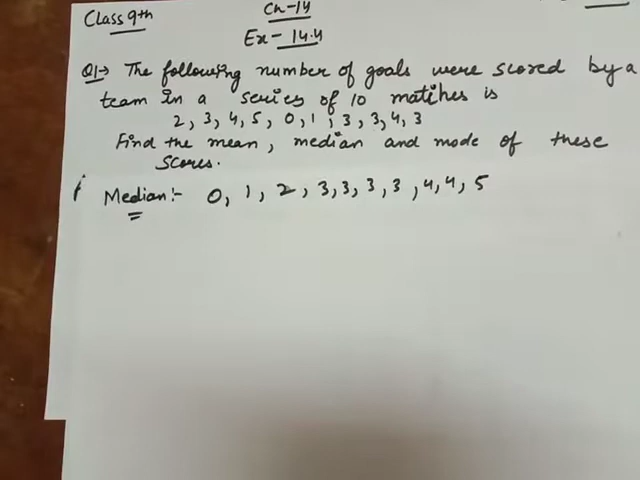 Class 9th
Ch-14
Ex- 14.4
Q1→ The following number of goals were scored by a
team in a series of 10 matches is
2, 3, 4, 5, 0, 1, 3, 3, 4, 3
Find the mean, median and mode of these
scores.
Median:- 0, 1, 2, 3, 3, 3, 3, 4, 4, 5